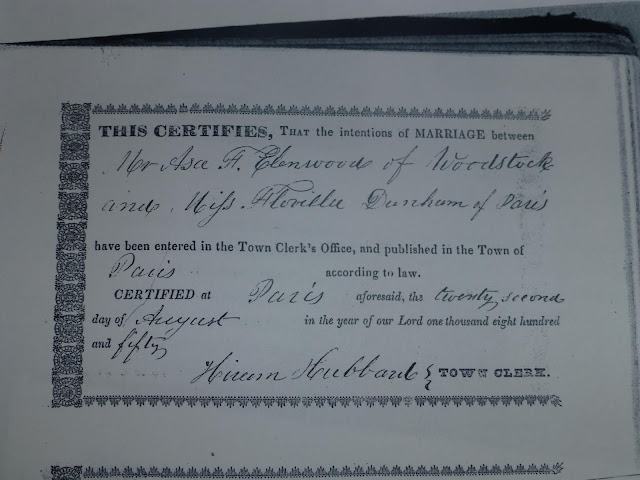 THIS CERTIFIES, THAT the intentions of MARRIAGE between
Mr Asa F. Elenwood of Woodstock
and Miss Florilla Dunham of Paris
have been entered in the Town Clerk's Office, and published in the Town of
Paris according to law.
CERTIFIED at Paris aforesaid, the twenty second
day of August in the year of our Lord one thousand eight hundred
and fifty
Hiram Hubbard } TOWN CLERK.